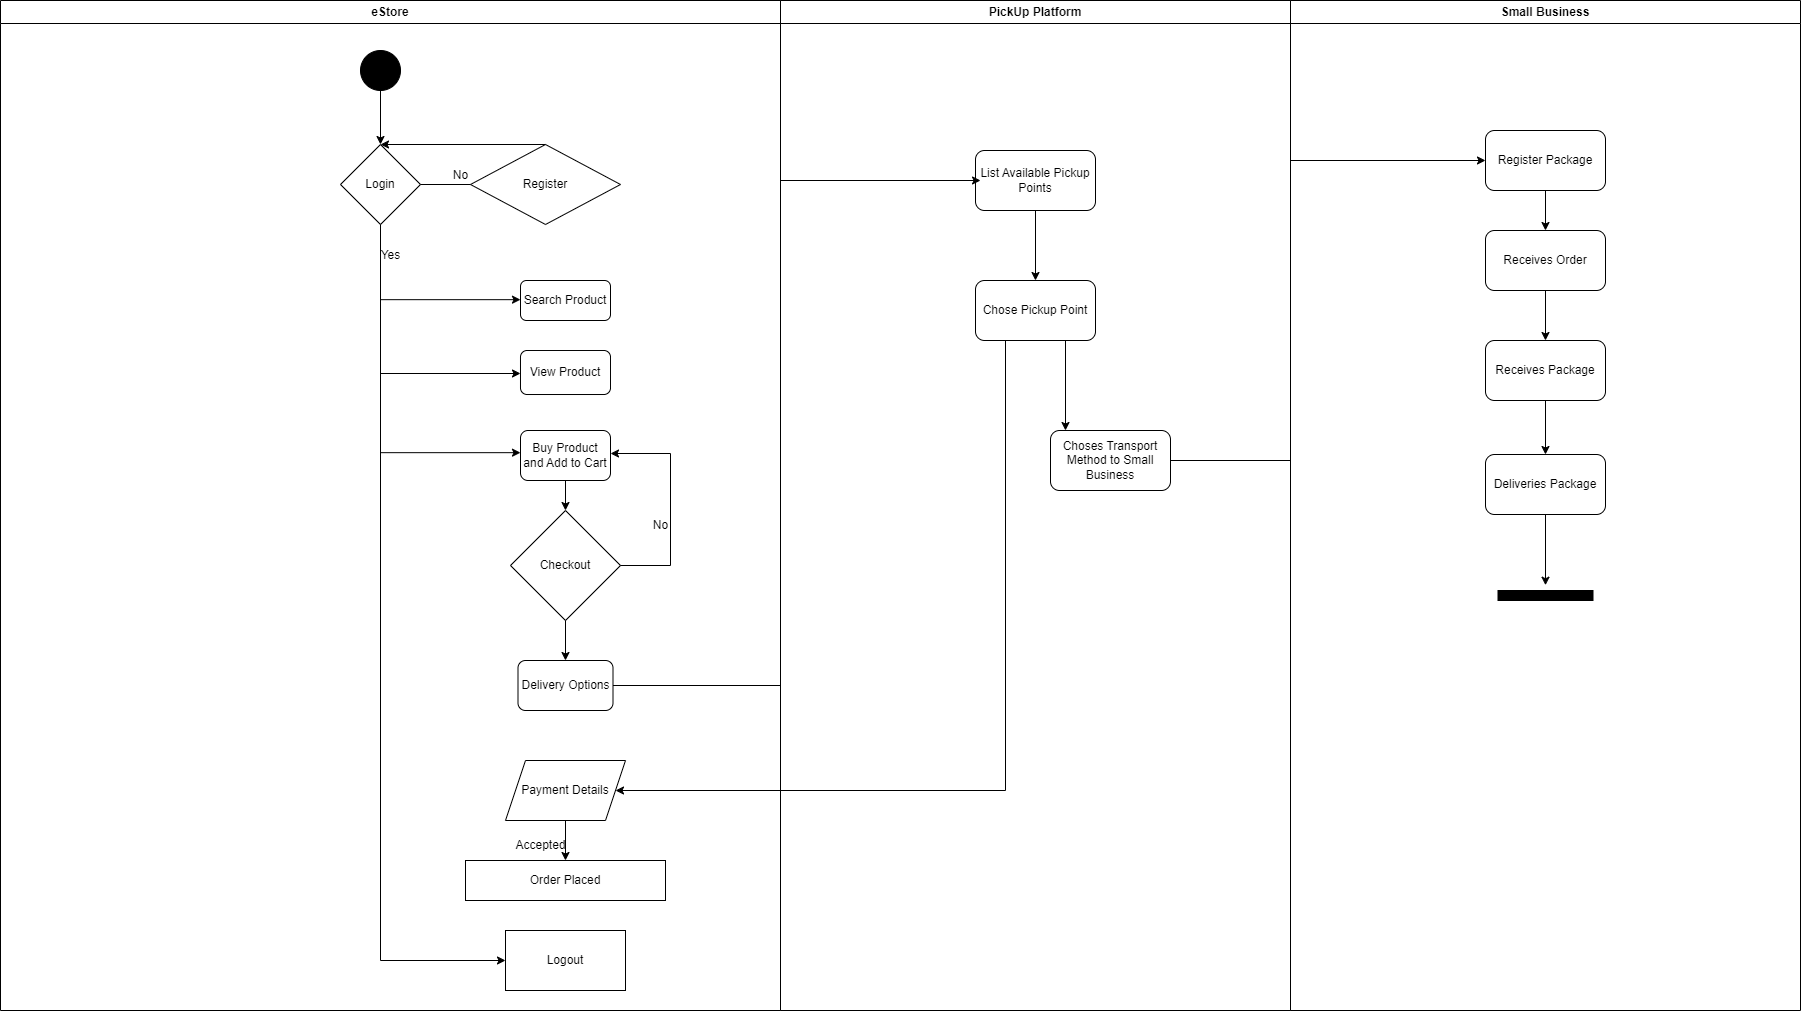 eStore
PickUp Platform
Small Business
Login
No
Register
Yes
Search Product
View Product
Buy Product
and Add to Cart
No
Checkout
Delivery Options
Payment Details
Accepted
Order Placed
Logout
List Available Pickup
Points
Chose Pickup Point
Choses Transport
Method to Small
Business
Register Package
Receives Order
Receives Package
Deliveries Package